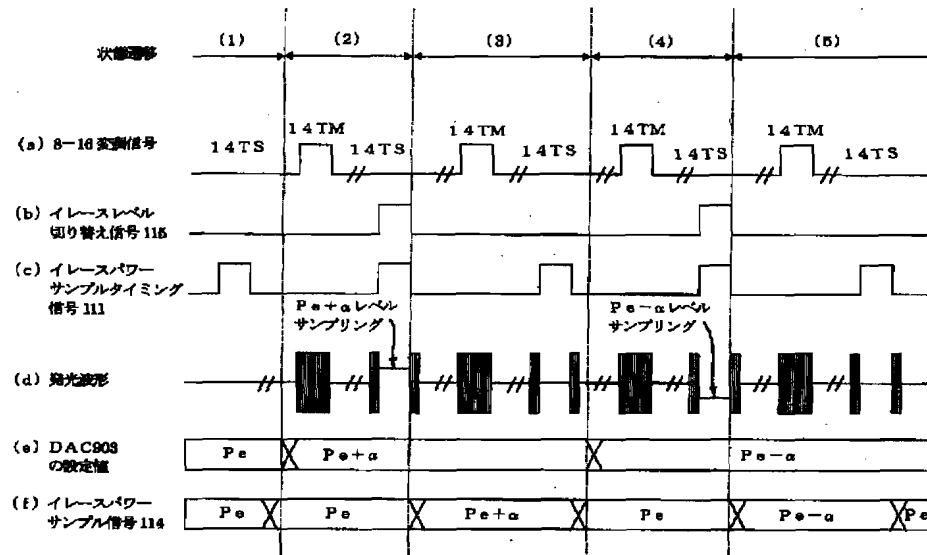 状態遷移
(1) (2) (3) (4) (5)
(a) 8-16変調信号
14TS 14TM 14TS 14TM 14TS 14TM 14TS 14TM 14TS
(b) イレースレベル
切り替え信号115
(c) イレースパワー
サンプルタイミング
信号111
Pe+αレベル
サンプリング
Pe-αレベル
サンプリング
(d) 発光波形
(e) DAC903
の設定値
Pe Pe+α Pe-α
(f) イレースパワー
サンプル信号114
Pe Pe Pe+α Pe Pe-α Pe